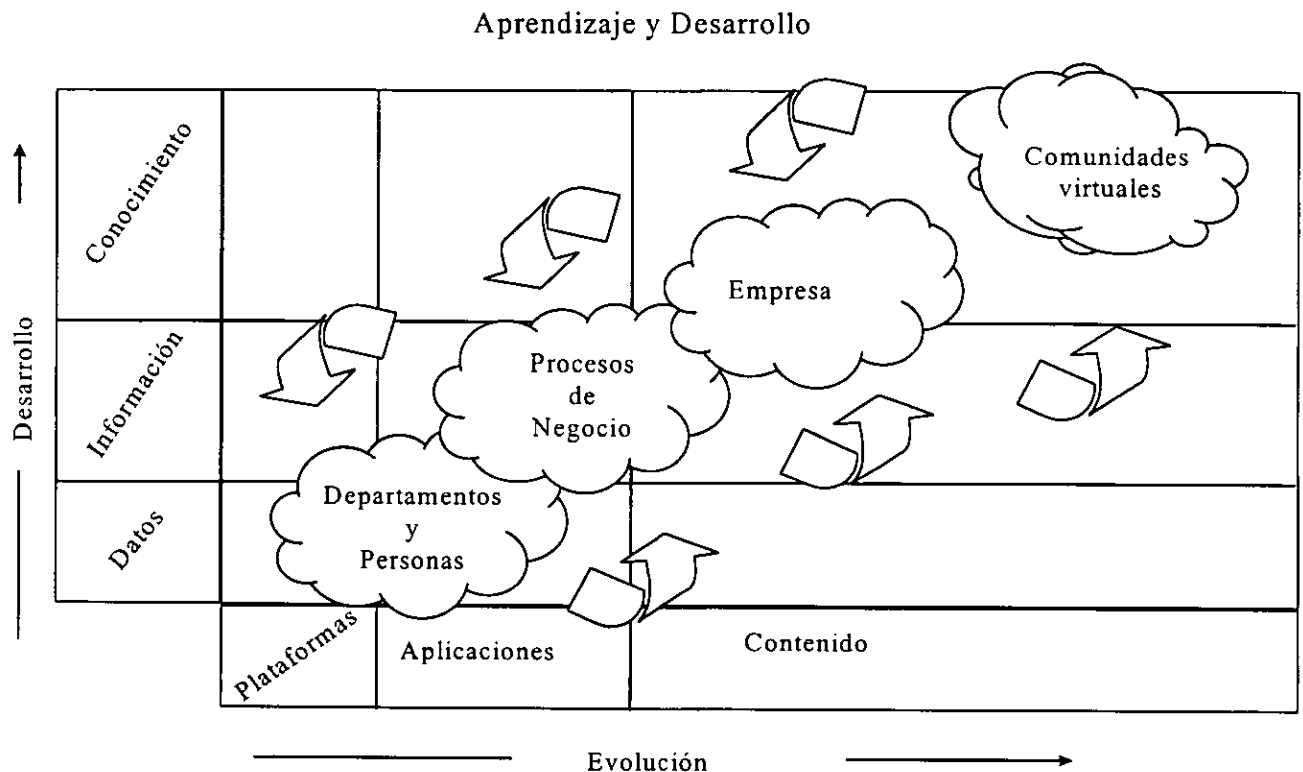 Aprendizaje y Desarrollo
Conocimiento
Comunidades
virtuales
Empresa
Desarrollo
Información
Procesos
de
Negocio
Datos
Departamentos
y
Personas
Plataformas
Aplicaciones
Contenido
Evolución